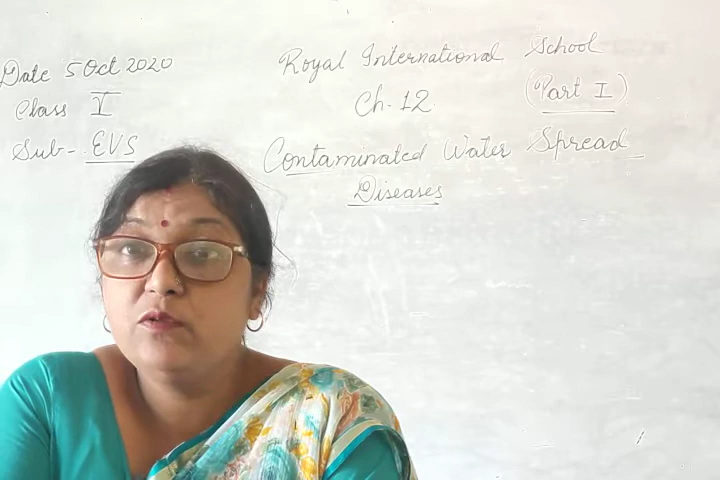 Date 5 Oct 2020
Class V
Sub-. EVS
Royal International School
Ch. 12 (Part I)
Contaminated Water Spread
Diseases